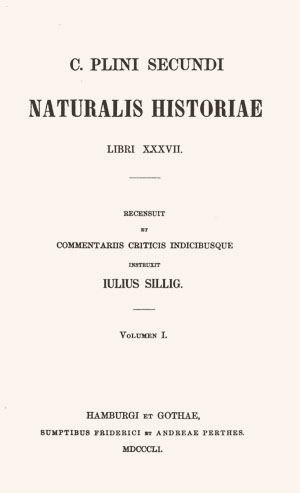 C. PLINI SECUNDI
NATURALIS HISTORIAE
LIBRI XXXVII.
RECENSUIT
ET
COMMENTARIIS CRITICIS INDICIBUSQUE
INSTRUXIT
IULIUS SILLIG.
VOLUMEN I.
HAMBURGI ET GOTHAE,
SUMPTIBUS FRIDERICI ET ANDREAE PERTHES.
MDCCCLI.